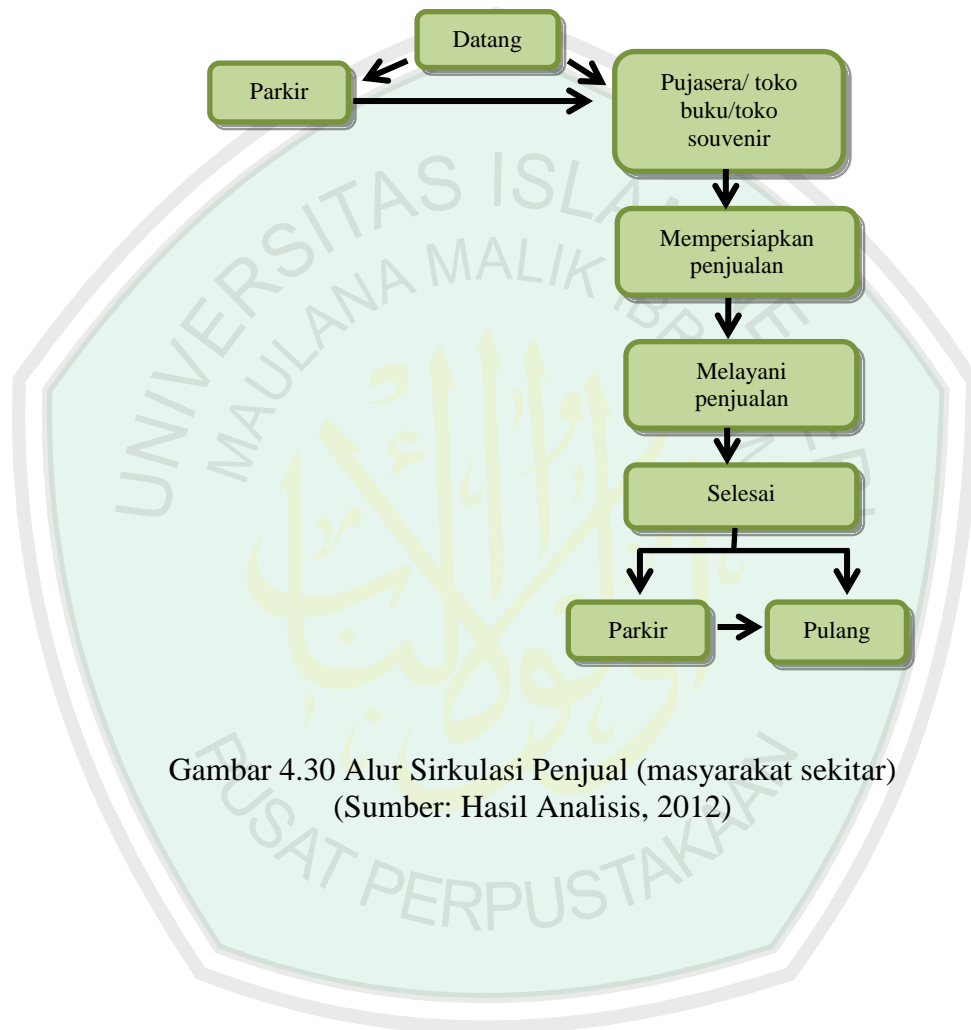 Datang
Parkir
Pujasera/ toko
buku/toko
souvenir
Mempersiapkan
penjualan
Melayani
penjualan
Selesai
Parkir
Pulang
Gambar 4.30 Alur Sirkulasi Penjual (masyarakat sekitar)
(Sumber: Hasil Analisis, 2012)
UNIVERSITAS ISLAM
MAULANA MALIK
PUSAT PERPUSTAKAAN